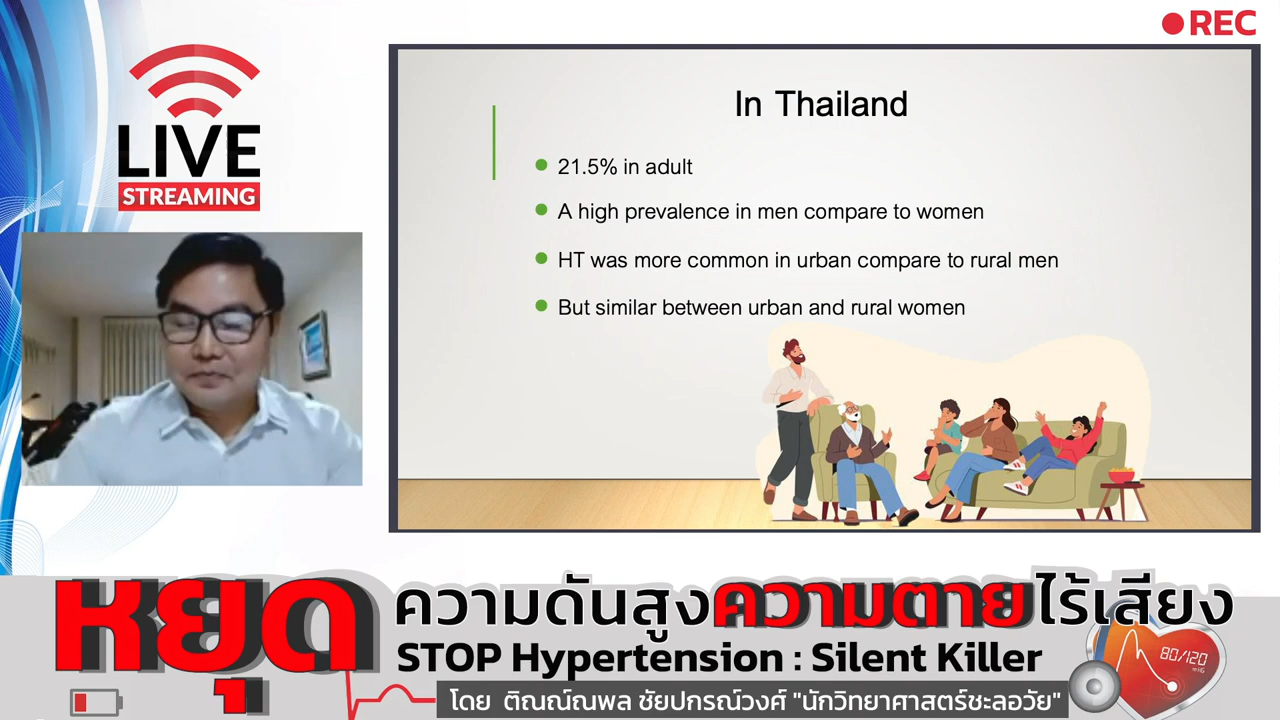 REC
LIVE
STREAMING
In Thailand
21.5% in adult
A high prevalence in men compare to women
HT was more common in urban compare to rural men
But similar between urban and rural women
หยุด ความดันสูงความตายไร้เสียง
STOP Hypertension : Silent Killer
80/120
โดย ติณณ์ณพล ชัยปกรณ์วงศ์ "นักวิทยาศาสตร์ชะลอวัย"